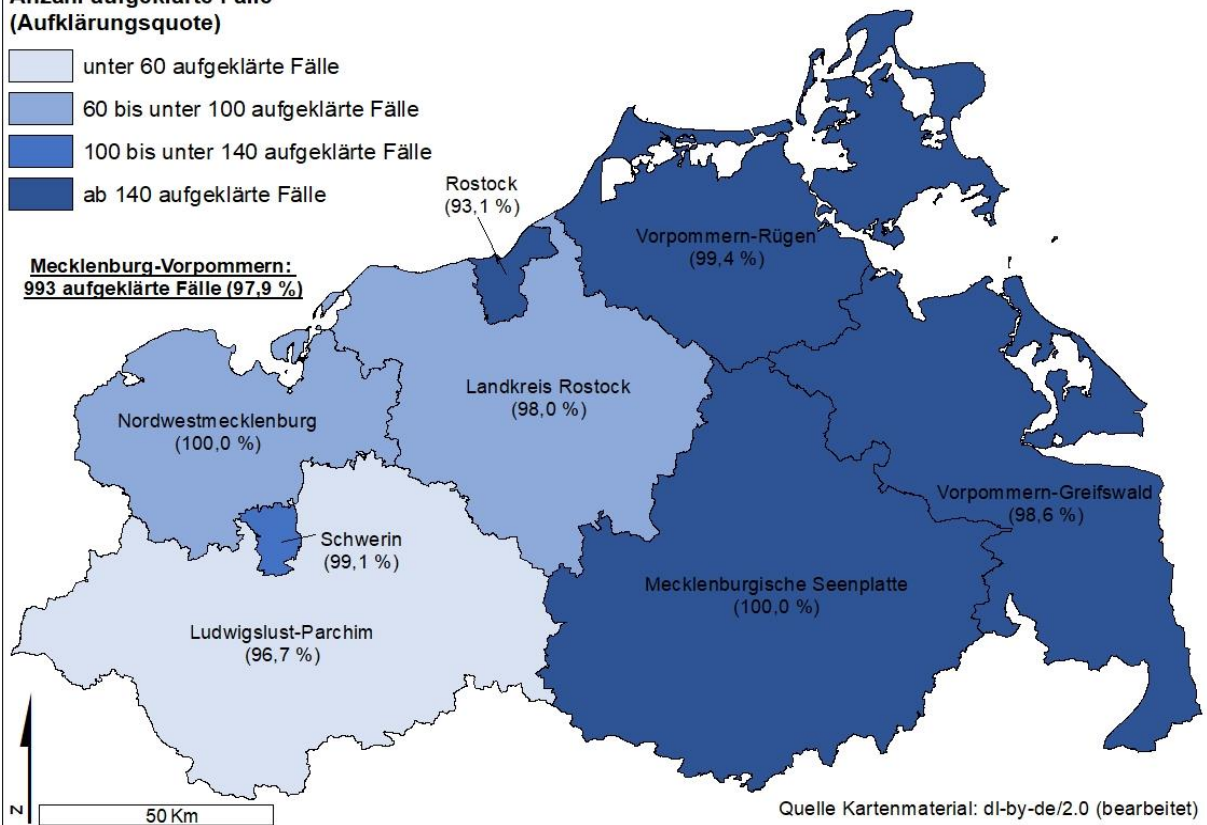 Anzahl aufgeklärte Fälle
(Aufklärungsquote)
unter 60 aufgeklärte Fälle
60 bis unter 100 aufgeklärte Fälle
100 bis unter 140 aufgeklärte Fälle
ab 140 aufgeklärte Fälle
Mecklenburg-Vorpommern:
993 aufgeklärte Fälle (97,9 %)
Rostock
(93,1 %)
Vorpommern-Rügen
(99,4 %)
Landkreis Rostock
(98,0 %)
Nordwestmecklenburg
(100,0 %)
Vorpommern-Greifswald
(98,6 %)
Schwerin
(99,1 %)
Mecklenburgische Seenplatte
(100,0 %)
Ludwigslust-Parchim
(96,7 %)
N
50 Km
Quelle Kartenmaterial: dl-by-de/2.0 (bearbeitet)